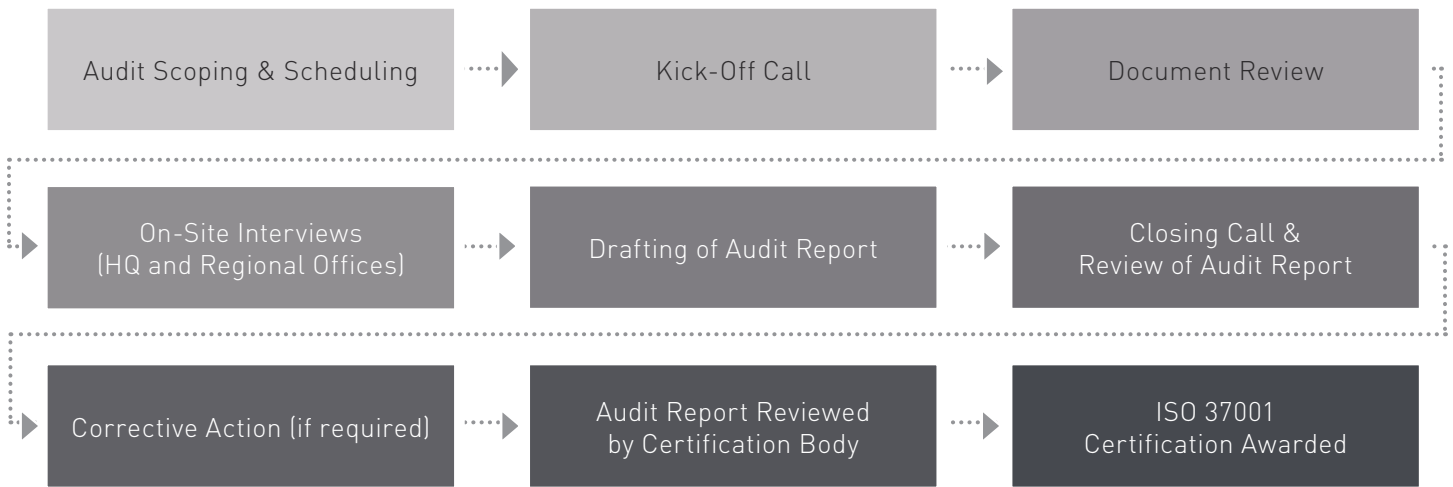 Audit Scoping & Scheduling
Kick-Off Call
Document Review
On-Site Interviews
(HQ and Regional Offices)
Drafting of Audit Report
Closing Call &
Review of Audit Report
Corrective Action (if required)
Audit Report Reviewed
by Certification Body
ISO 37001
Certification Awarded